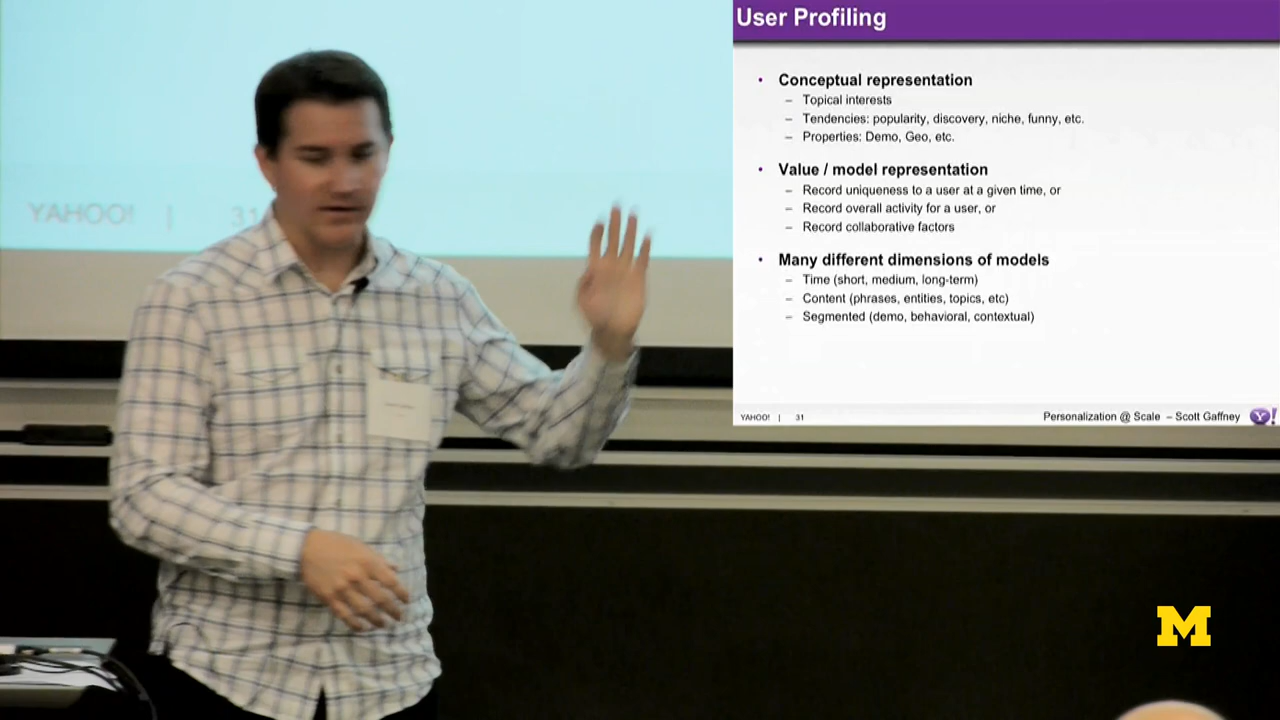 User Profiling
• Conceptual representation
– Topical interests
– Tendencies: popularity, discovery, niche, funny, etc.
– Properties: Demo, Geo, etc.
• Value / model representation
– Record uniqueness to a user at a given time, or
– Record overall activity for a user, or
– Record collaborative factors
• Many different dimensions of models
– Time (short, medium, long-term)
– Content (phrases, entities, topics, etc)
– Segmented (demo, behavioral, contextual)
YAHOO! | 31
Personalization @ Scale – Scott Gaffney
Y!
YAHOO! | 31
M